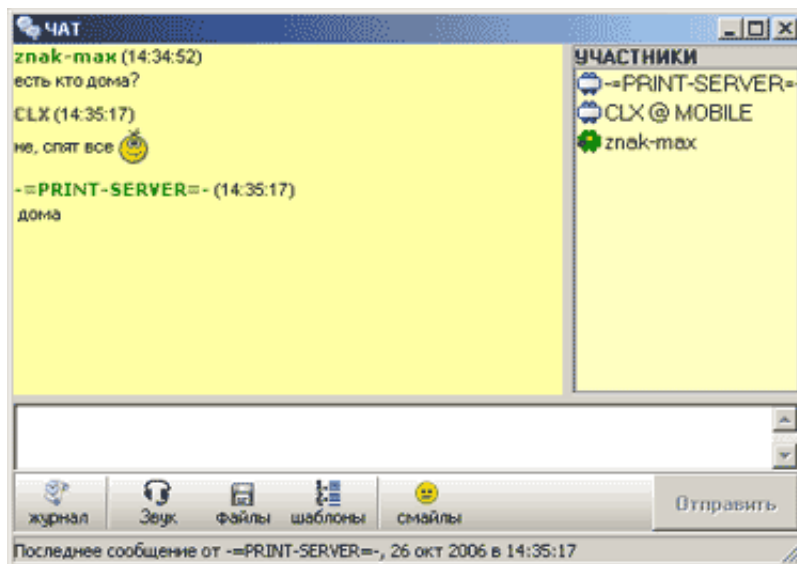 ЧАТ
znak-max (14:34:52)
есть кто дома?
CLX (14:35:17)
не, спят все
-=PRINT-SERVER=- (14:35:17)
дома
УЧАСТНИКИ
-=PRINT-SERVER=-
CLX @ MOBILE
znak-max
журнал
Звук
файлы
шаблоны
смайлы
Отправить
Последнее сообщение от -=PRINT-SERVER=-, 26 окт 2006 в 14:35:17